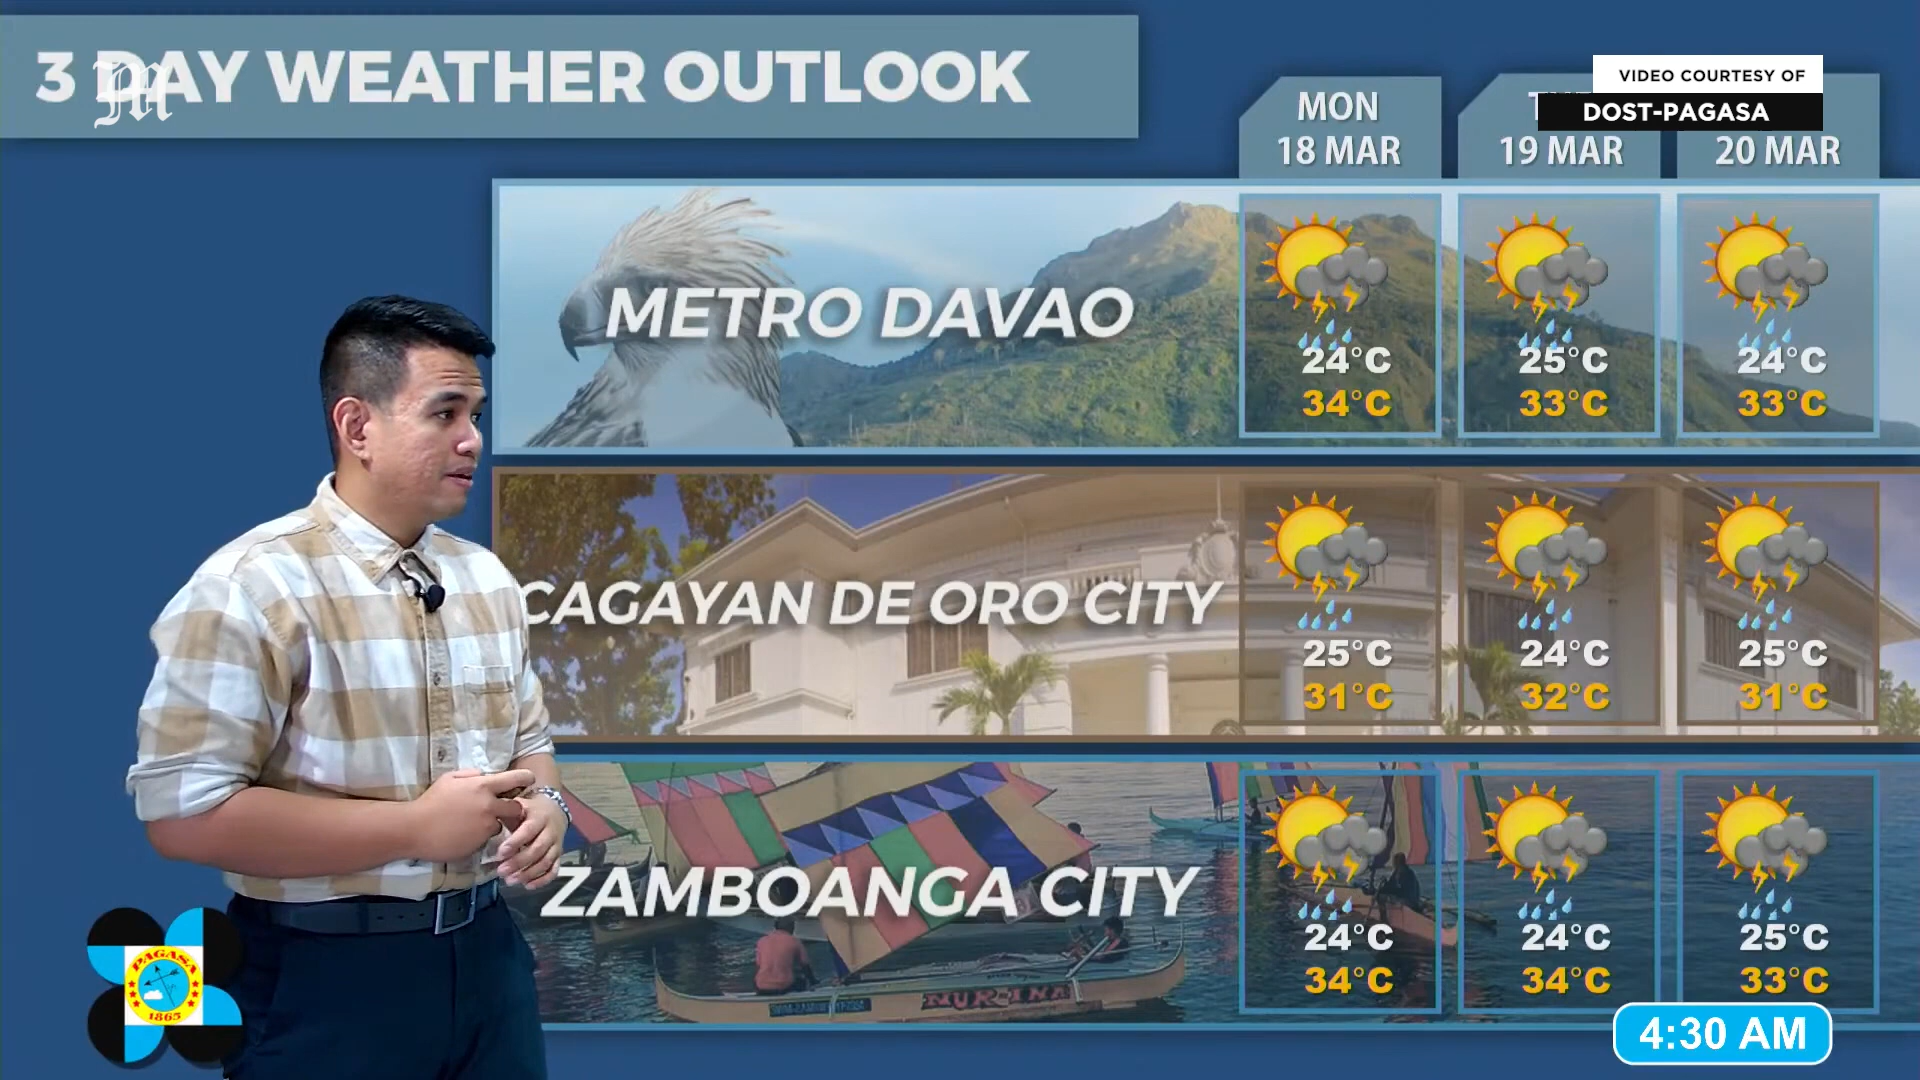 3 DAY WEATHER OUTLOOK
M
VIDEO COURTESY OF
DOST-PAGASA
MON
18 MAR
19 MAR
20 MAR
METRO DAVAO
24°C
34°C
25°C
33°C
24°C
33°C
CAGAYAN DE ORO CITY
25°C
31°C
24°C
32°C
25°C
31°C
ZAMBOANGA CITY
24°C
34°C
24°C
34°C
25°C
33°C
PAGASA
1865
4:30 AM